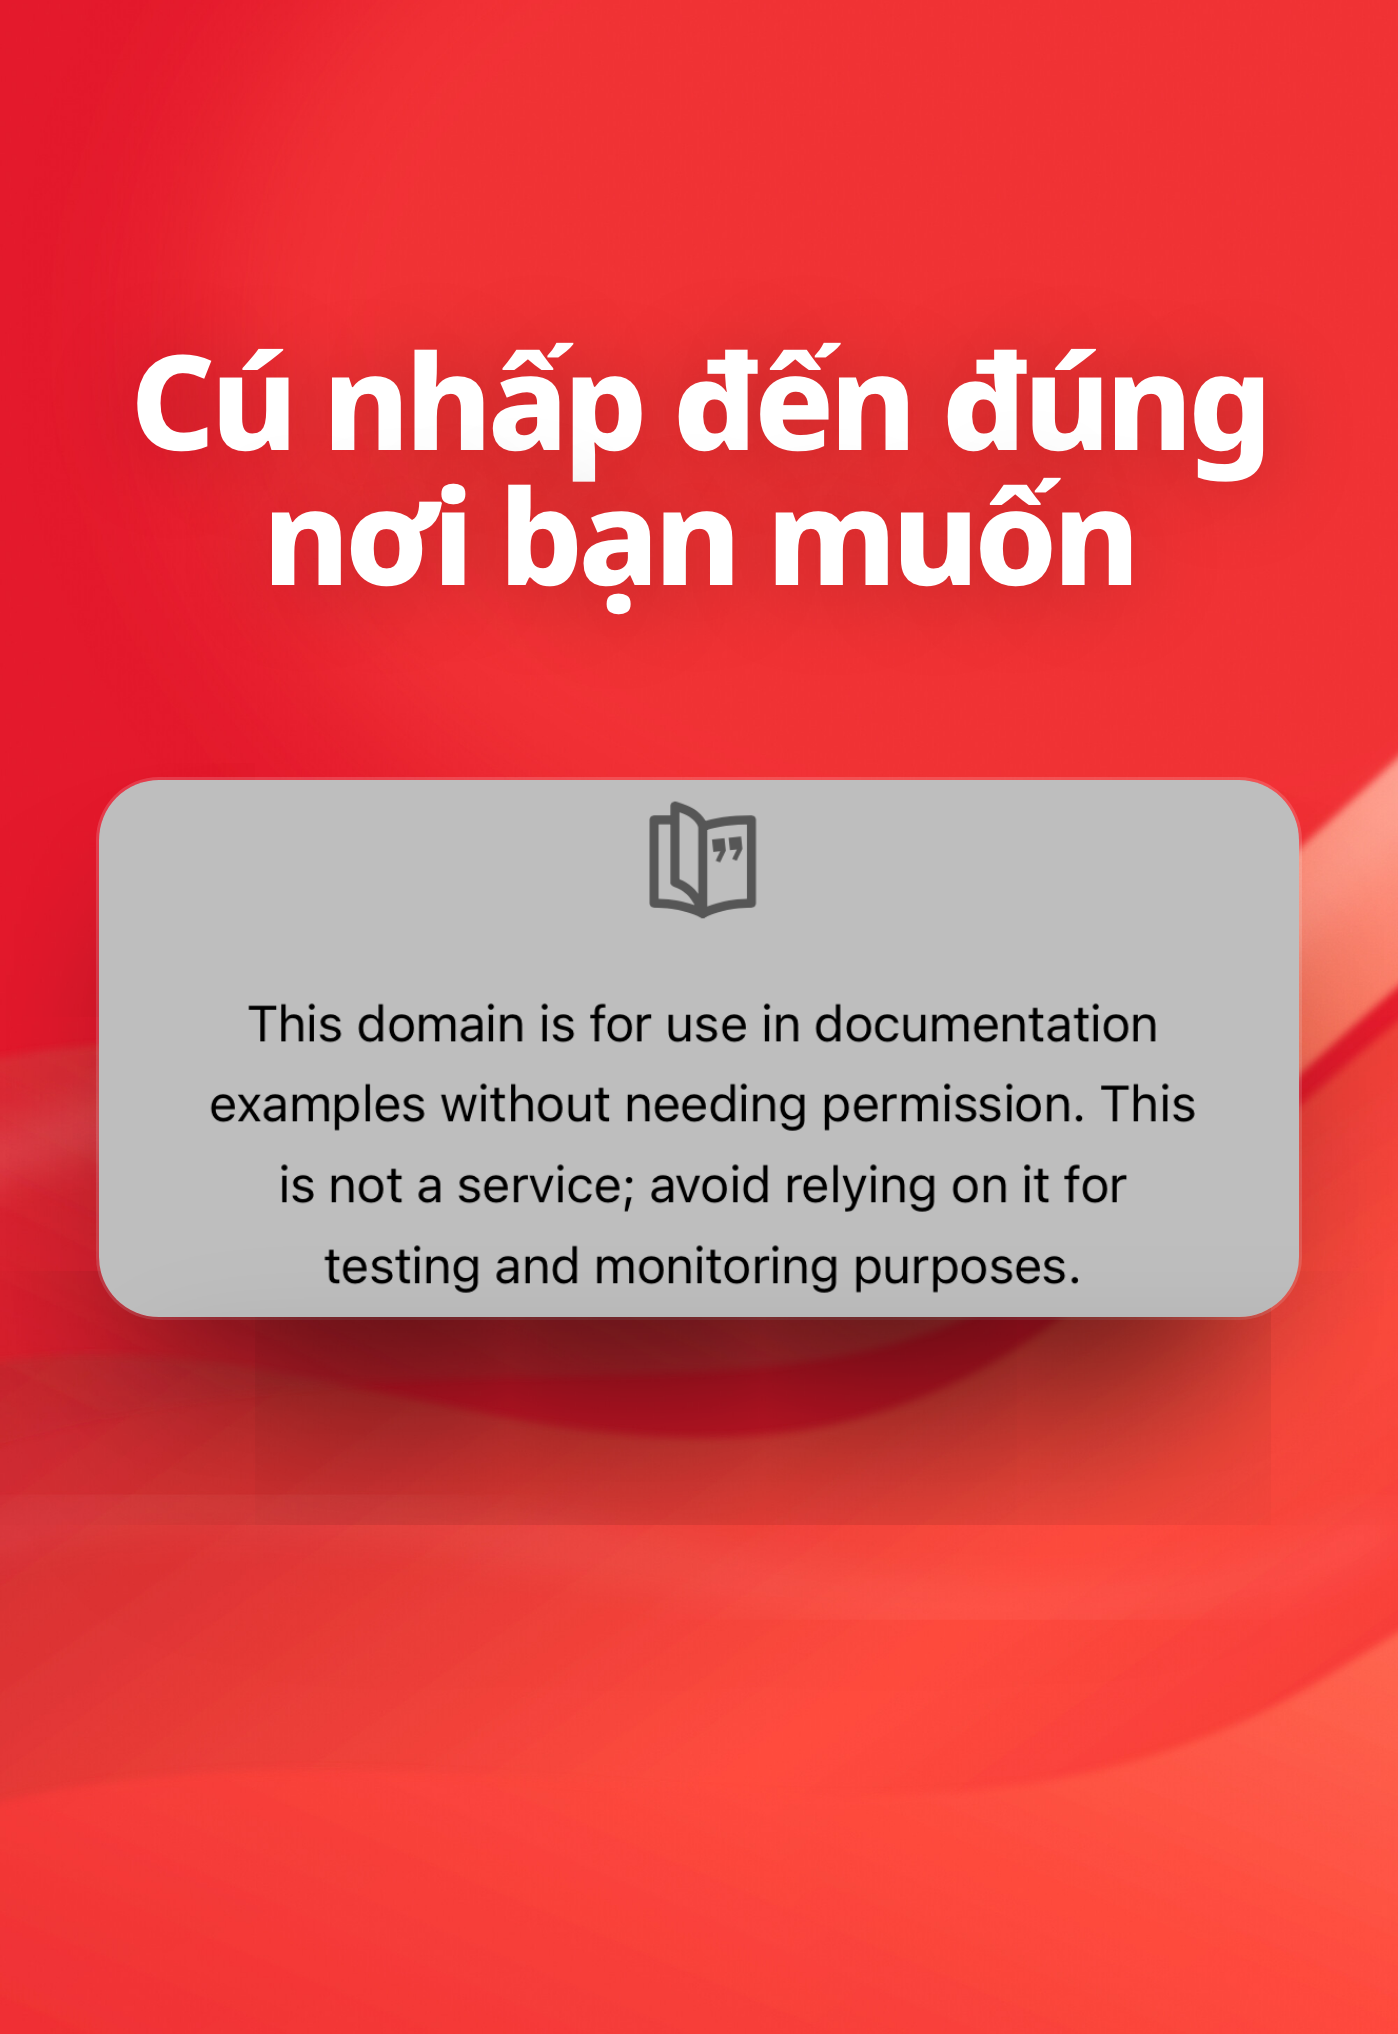 Cú nhấp đến đúng
nơi bạn muốn
This domain is for use in documentation
examples without needing permission. This
is not a service; avoid relying on it for
testing and monitoring purposes.